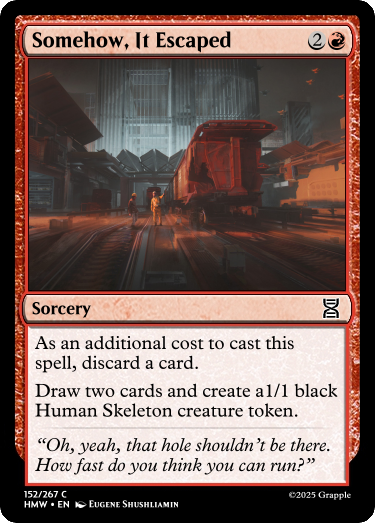 Somehow, It Escaped 2
Sorcery
As an additional cost to cast this
spell, discard a card.
Draw two cards and create a1/1 black
Human Skeleton creature token.
“Oh, yeah, that hole shouldn’t be there.
How fast do you think you can run?”
152/267 C
HMW • EN Eugene Shushliamin
©2025 Grapple